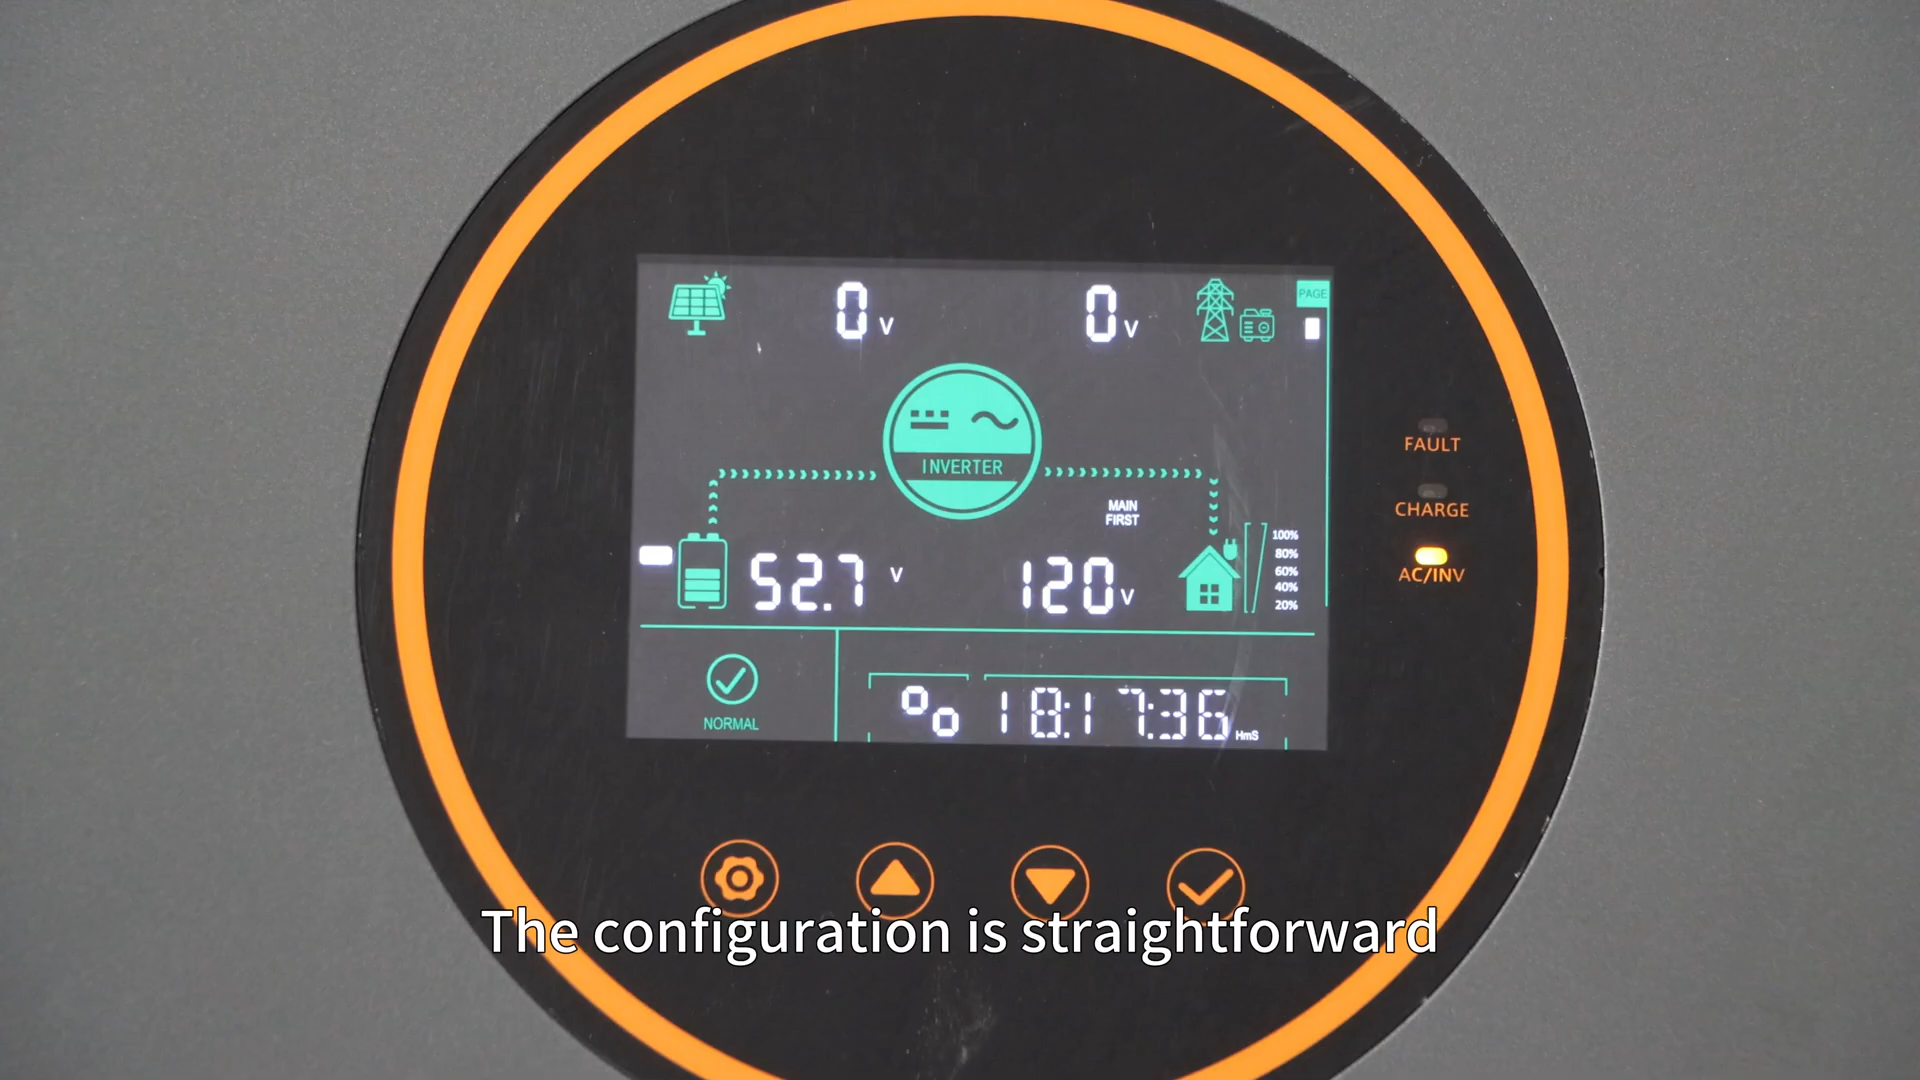 0 V
0 V
PAGE
INVERTER
MAIN
FIRST
FAULT
CHARGE
AC/INV
52.7 V
120 V
100%
80%
60%
40%
20%
NORMAL
18:17:36 HmS
The configuration is straightforward